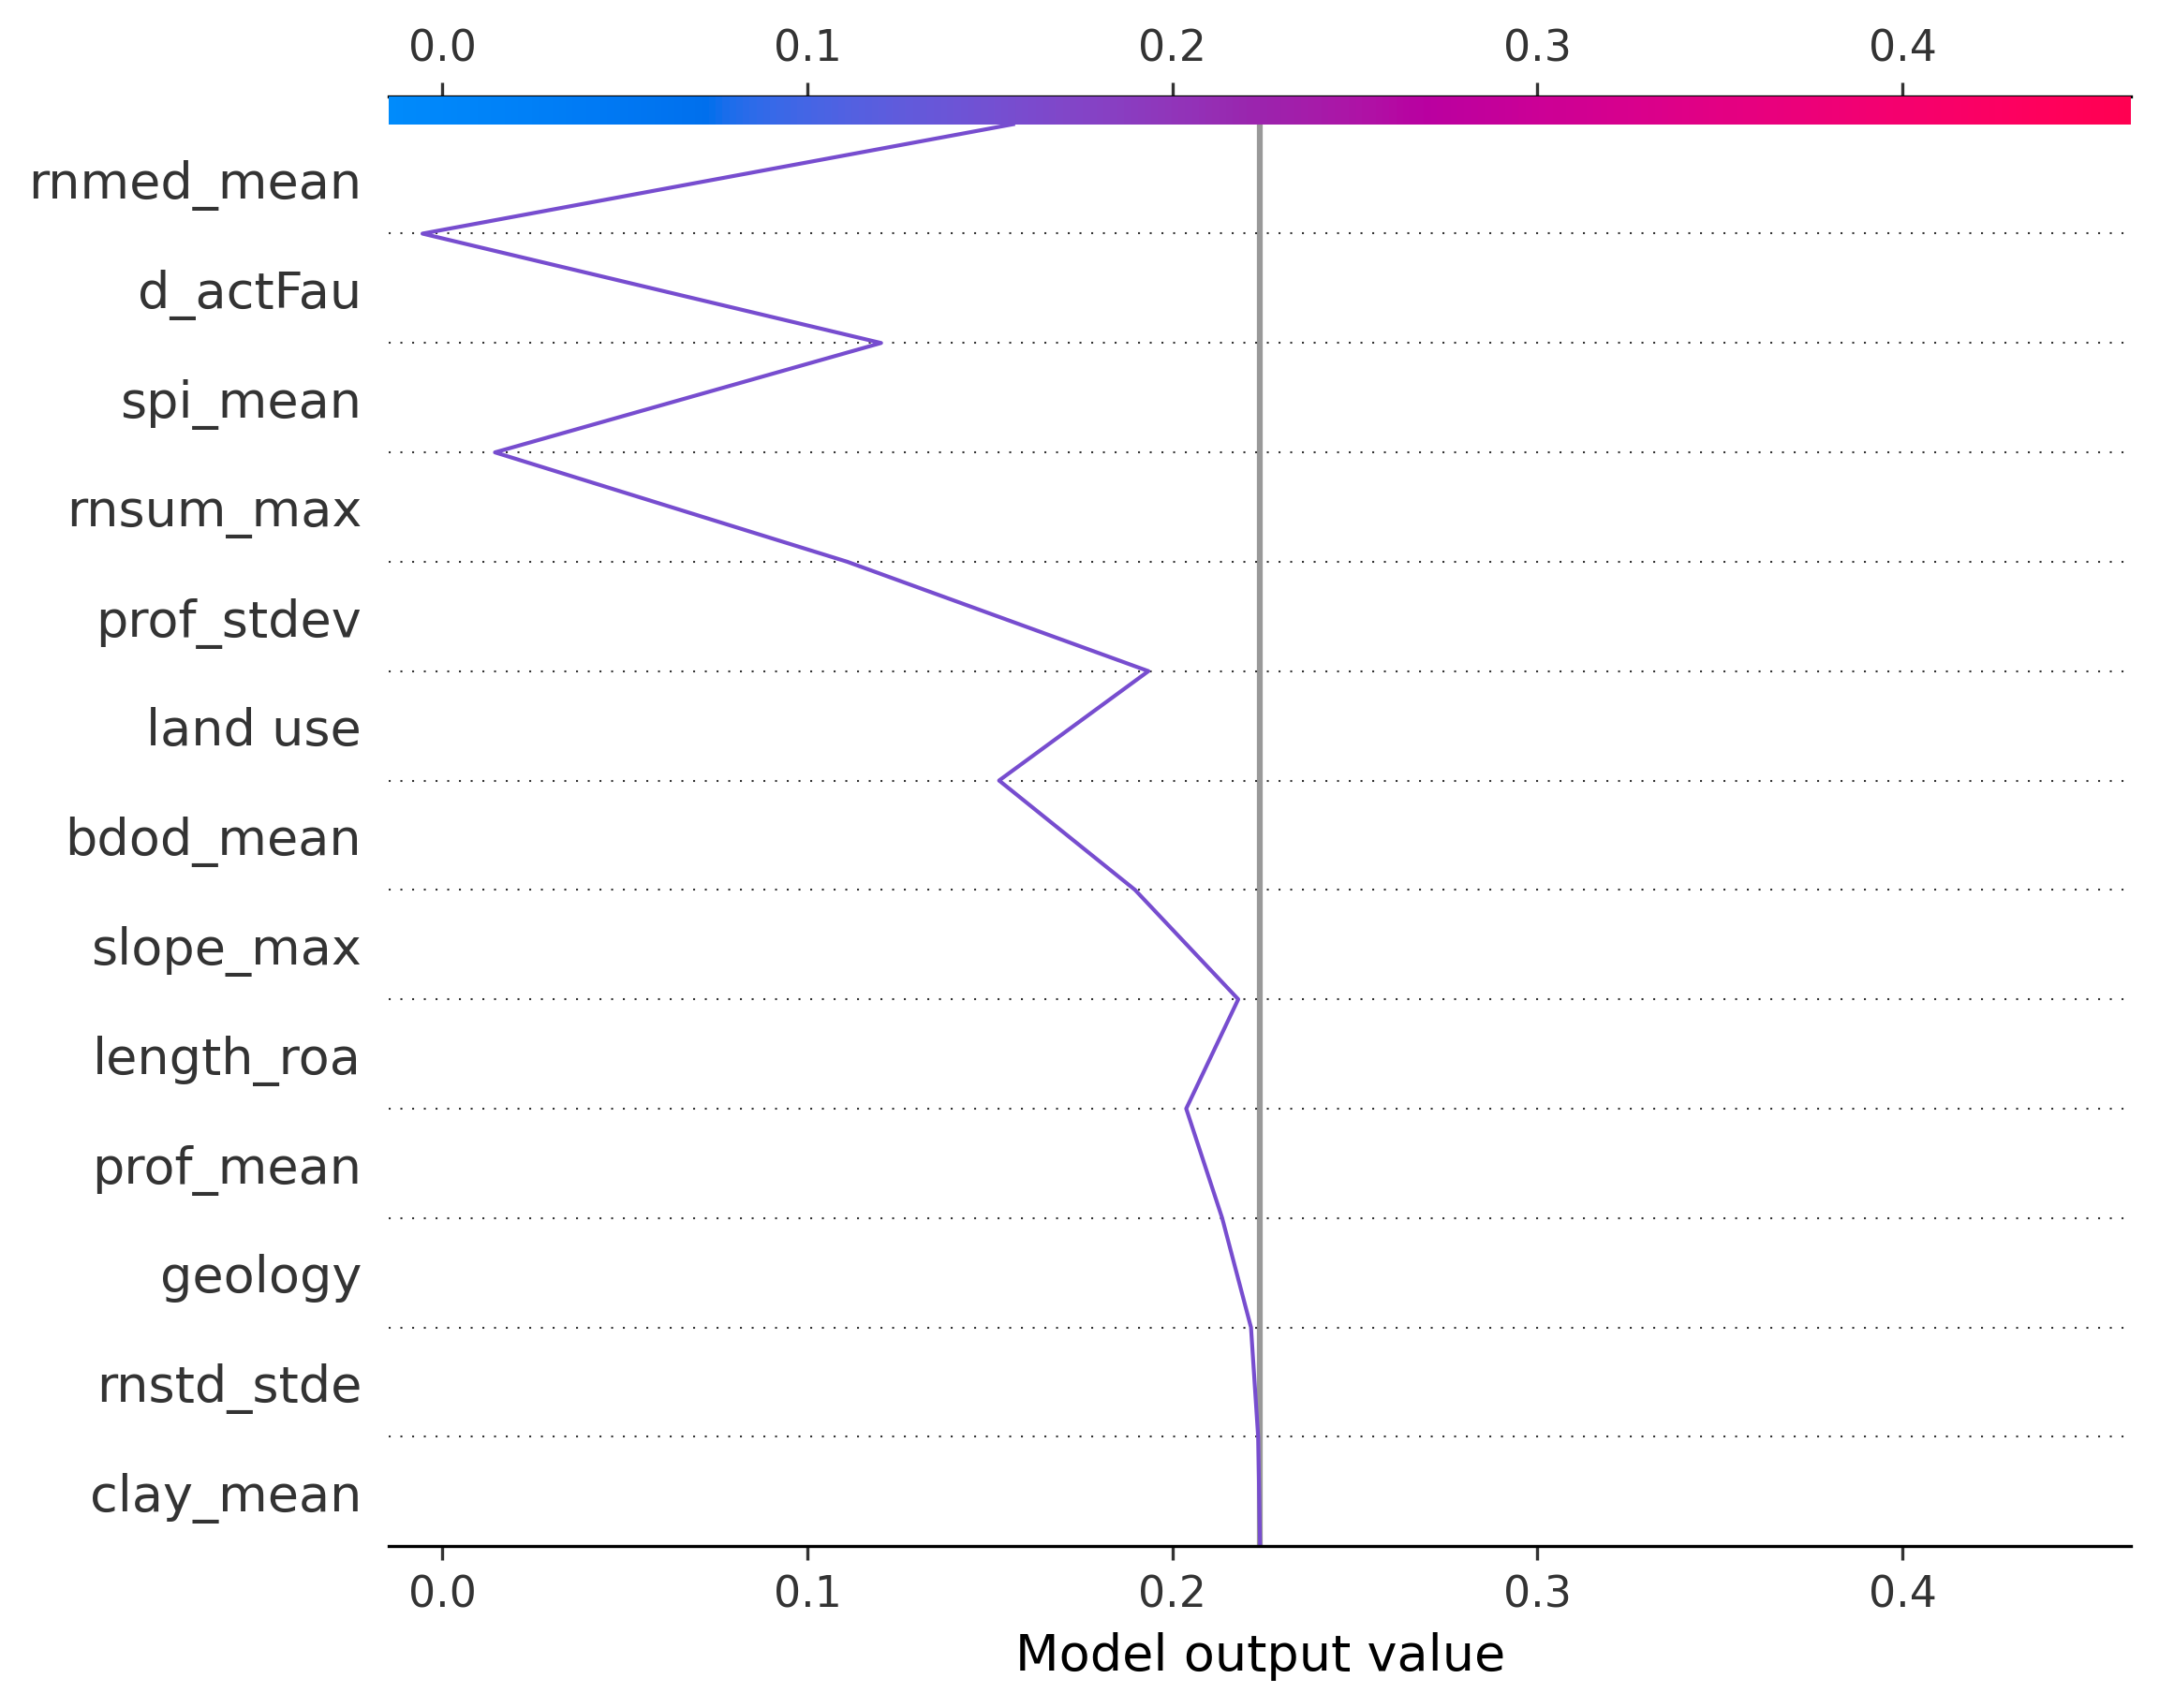 0.0 0.1 0.2 0.3 0.4
rnmed_mean
d_actFau
spi_mean
rnsum_max
prof_stdev
land use
bdod_mean
slope_max
length_roa
prof_mean
geology
rnstd_stde
clay_mean
0.0 0.1 0.2 0.3 0.4
Model output value